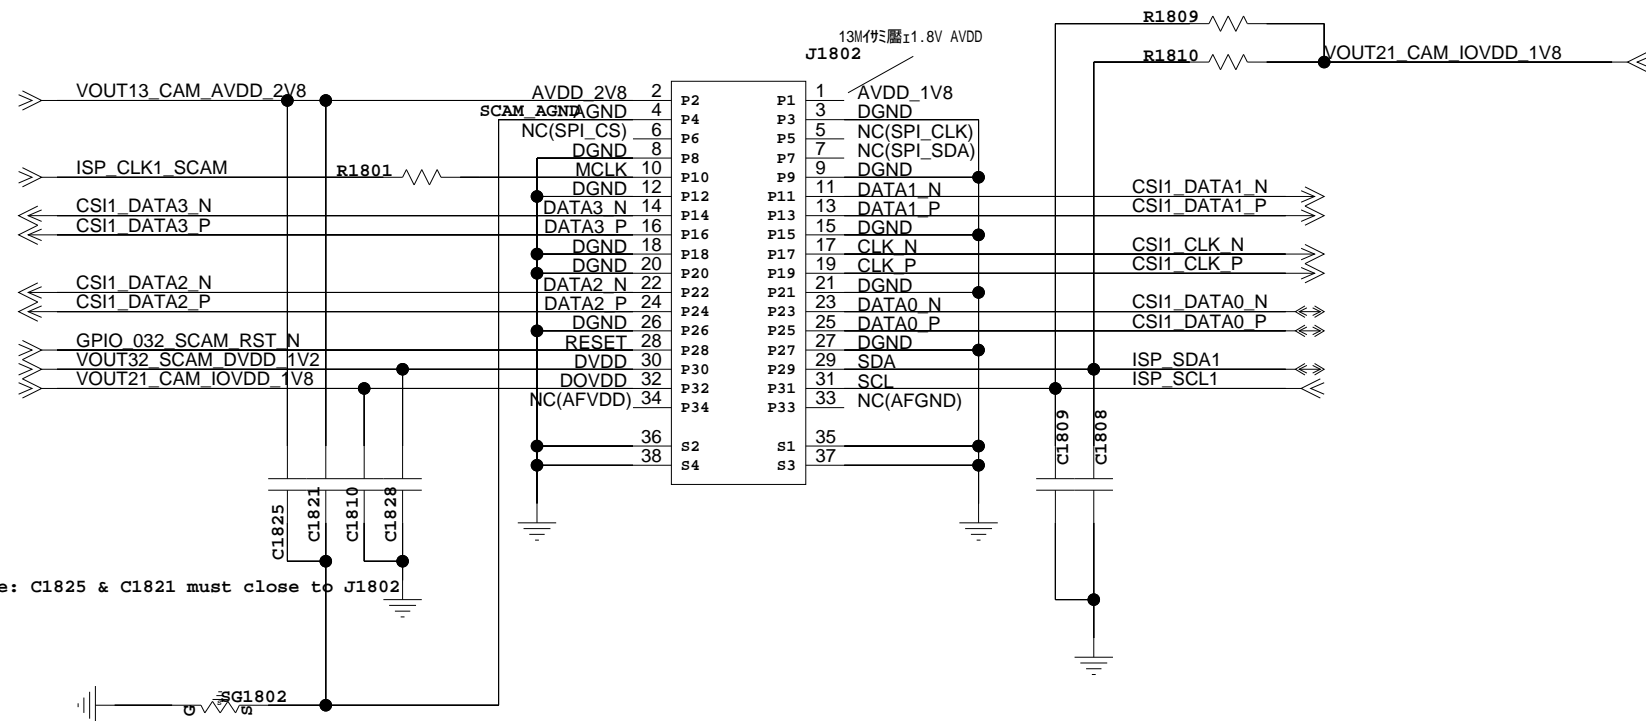 R1809
13M
1.8V AVDD
J1802
R1810
VOUT21_CAM_IOVDD_1V8
VOUT13_CAM_AVDD_2V8
AVDD_2V8 2 P2 P1 1 AVDD_1V8
SCAM_AGND AGND 4 P4 P3 3 DGND
NC(SPI_CS) 6 P6 P5 5 NC(SPI_CLK)
DGND 8 P8 P7 7 NC(SPI_SDA)
ISP_CLK1_SCAM R1801 MCLK 10 P10 P9 9 DGND
DGND 12 P12 P11 11 DATA1_N CSI1_DATA1_N
CSI1_DATA3_N DATA3_N 14 P14 P13 13 DATA1_P CSI1_DATA1_P
CSI1_DATA3_P DATA3_P 16 P16 P15 15 DGND
DGND 18 P18 P17 17 CLK_N CSI1_CLK_N
DGND 20 P20 P19 19 CLK_P CSI1_CLK_P
CSI1_DATA2_N DATA2_N 22 P22 P21 21 DGND
CSI1_DATA2_P DATA2_P 24 P24 P23 23 DATA0_N CSI1_DATA0_N
DGND 26 P26 P25 25 DATA0_P CSI1_DATA0_P
GPIO_032_SCAM_RST_N RESET 28 P28 P27 27 DGND
VOUT32_SCAM_DVDD_1V2 DVDD 30 P30 P29 29 SDA ISP_SDA1
VOUT21_CAM_IOVDD_1V8 DOVDD 32 P32 P31 31 SCL ISP_SCL1
NC(AFVDD) 34 P34 P33 33 NC(AFGND)
36 S2 S1 35
38 S4 S3 37
C1825
C1821
C1810
C1828
C1809
C1808
e: C1825 & C1821 must close to J1802
SG1802
G S